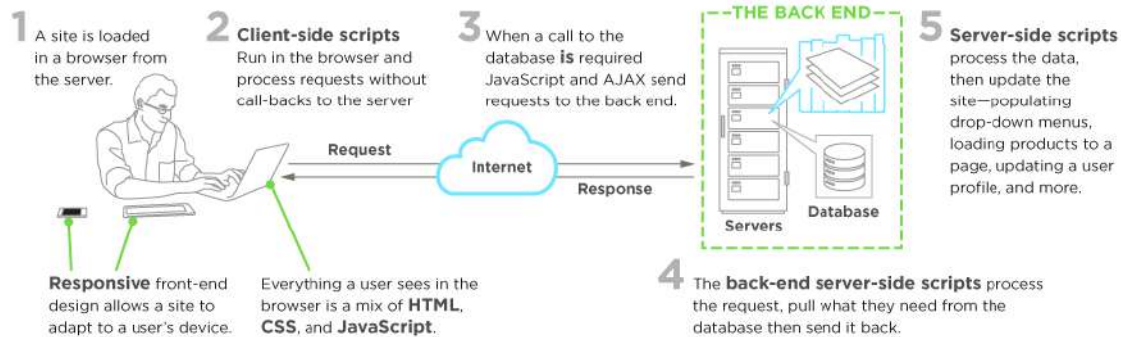 1
A site is loaded
in a browser from
the server.
2
Client-side scripts
Run in the browser and
process requests without
call-backs to the server
3
When a call to the
database is required
JavaScript and AJAX send
requests to the back end.
THE BACK END
5
Server-side scripts
process the data,
then update the
site—populating
drop-down menus,
loading products to a
page, updating a user
profile, and more.
Request
Internet
Response
Servers
Database
Responsive front-end
design allows a site to
adapt to a user's device.
Everything a user sees in the
browser is a mix of HTML,
CSS, and JavaScript.
4
The back-end server-side scripts process
the request, pull what they need from the
database then send it back.